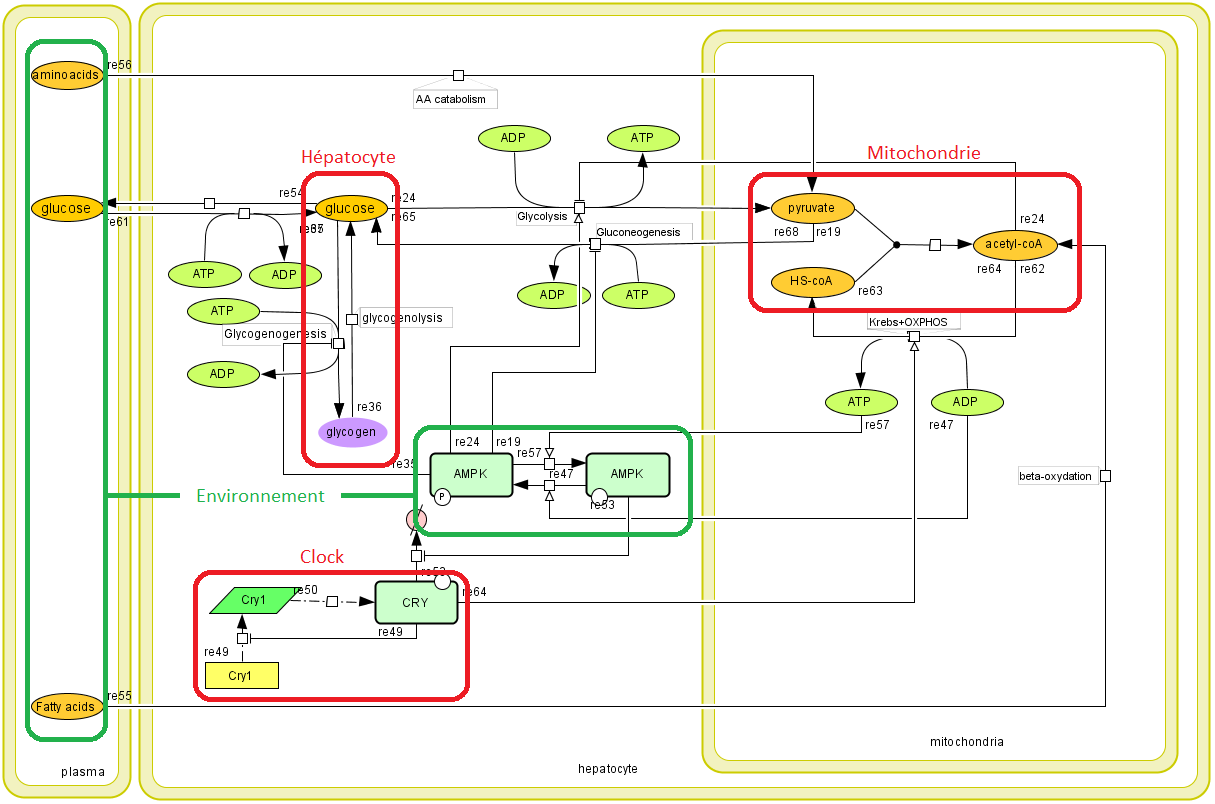 aminoacids
re56
AA catabolism
ADP
ATP
Hépatocyte
Mitochondrie
re54
glucose
glucose
re24
re65
re61
Glycolysis
Gluconeogenesis
pyruvate
re68
re19
re24
acetyl-coA
re64
re62
ATP
ADP
ADP
ATP
HS-coA
re63
ATP
Glycogenogenesis
glycogenolysis
Krebs+OXPHOS
ADP
re36
glycogen
ATP
ADP
re57
re47
re35
re24
re19
re57
AMPK
AMPK
re47
P
re53
beta-oxydation
Environnement
Clock
re53
re50
Cry1
CRY
re64
re49
re49
Cry1
re55
Fatty acids
mitochondria
plasma
hepatocyte